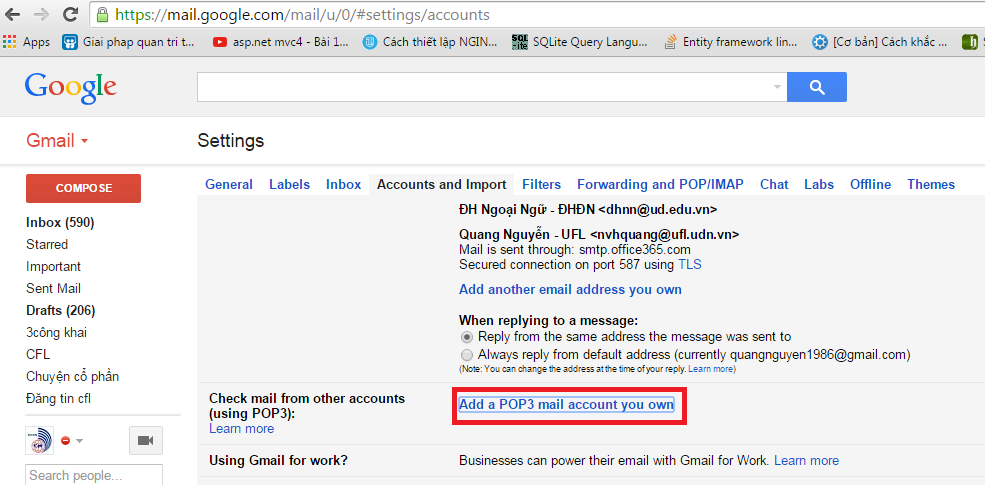 https://mail.google.com/mail/u/0/#settings/accounts
Apps Giai phap quan tri t... asp.net mvc4 - Bài 1... Cách thiết lập NGIN... SQLite Query Langu... Entity framework lin... [Cơ bản] Cách khắc ...
Google
Gmail
Settings
COMPOSE
Inbox (590)
Starred
Important
Sent Mail
Drafts (206)
3công khai
CFL
Chuyện cổ phần
Đăng tin cfl
Search people...
General Labels Inbox Accounts and Import Filters Forwarding and POP/IMAP Chat Labs Offline Themes
ĐH Ngoại Ngữ - ĐHĐN <dhnn@ud.edu.vn>
Quang Nguyễn - UFL <nvhquang@ufl.udn.vn>
Mail is sent through: smtp.office365.com
Secured connection on port 587 using TLS
Add another email address you own
When replying to a message:
Reply from the same address the message was sent to
Always reply from default address (currently quangnguyen1986@gmail.com)
(Note: You can change the address at the time of your reply. Learn more)
Check mail from other accounts
(using POP3):
Learn more
Add a POP3 mail account you own
Using Gmail for work?
Businesses can power their email with Gmail for Work. Learn more